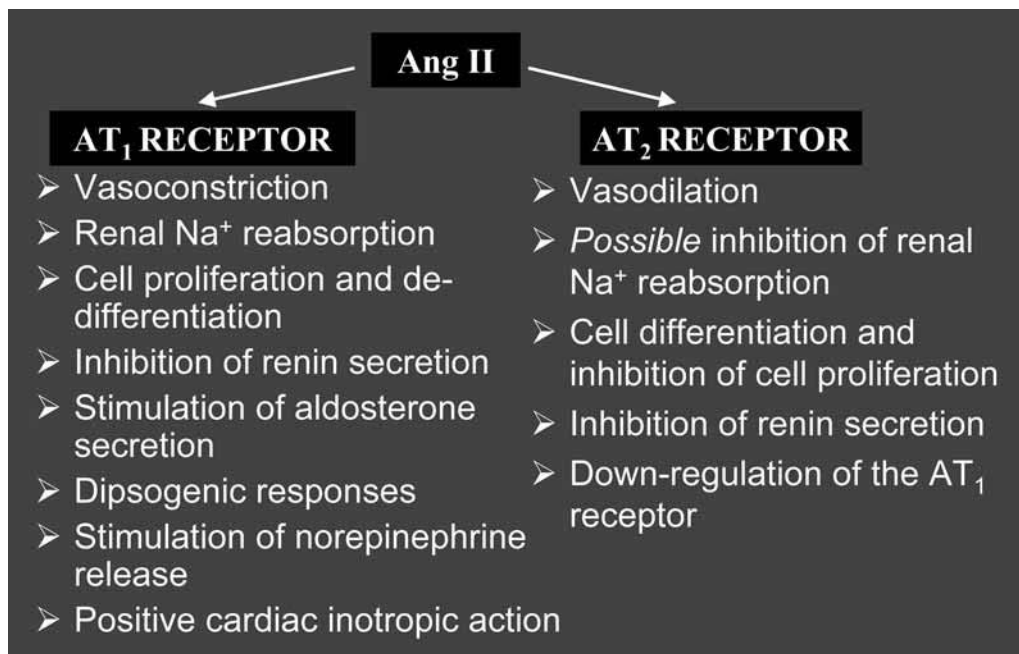 Ang II
AT₁ RECEPTOR
➢ Vasoconstriction
➢ Renal Na⁺ reabsorption
➢ Cell proliferation and de-
differentiation
➢ Inhibition of renin secretion
➢ Stimulation of aldosterone
secretion
➢ Dipsogenic responses
➢ Stimulation of norepinephrine
release
➢ Positive cardiac inotropic action
AT₂ RECEPTOR
➢ Vasodilation
➢ Possible inhibition of renal
Na⁺ reabsorption
➢ Cell differentiation and
inhibition of cell proliferation
➢ Inhibition of renin secretion
➢ Down-regulation of the AT₁
receptor